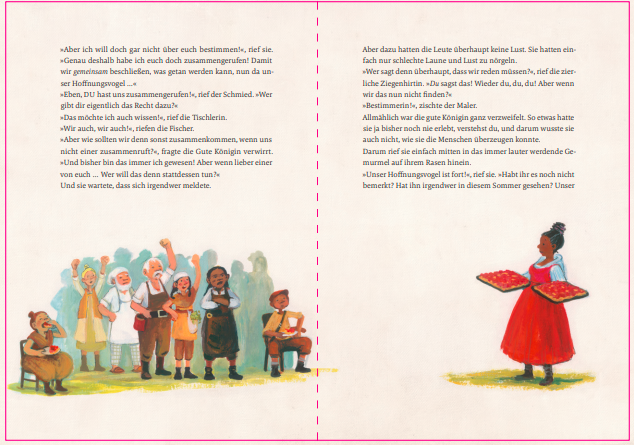 »Aber ich will doch gar nicht über euch bestimmen!«, rief sie.
»Genau deshalb habe ich euch doch zusammengerufen! Damit
wir gemeinsam beschließen, was getan werden kann, nun da un-
ser Hoffnungsvogel ...«
»Eben, DU hast uns zusammengerufen!«, rief der Schmied. »Wer
gibt dir eigentlich das Recht dazu?«
»Das möchte ich auch wissen!«, rief die Tischlerin.
»Wir auch, wir auch!«, riefen die Fischer.
»Aber wie sollten wir denn sonst zusammenkommen, wenn uns
nicht einer zusammenruft?«, fragte die Gute Königin verwirrt.
»Und bisher bin das immer ich gewesen! Aber wenn lieber einer
von euch ... Wer will das denn stattdessen tun?«
Und sie wartete, dass sich irgendwer meldete.
Aber dazu hatten die Leute überhaupt keine Lust. Sie hatten ein-
fach nur schlechte Laune und Lust zu nörgeln.
»Wer sagt denn überhaupt, dass wir reden müssen?«, rief die zier-
liche Ziegenhirtin. »Du sagst das! Wieder du, du, du! Aber wenn
wir das nun nicht finden?«
»Bestimmerin!«, zischte der Maler.
Allmählich war die gute Königin ganz verzweifelt. So etwas hatte
sie ja bisher noch nie erlebt, verstehst du, und darum wusste sie
auch nicht, wie sie die Menschen überzeugen konnte.
Darum rief sie einfach mitten in das immer lauter werdende Ge-
murmel auf ihrem Rasen hinein.
»Unser Hoffnungsvogel ist fort!«, rief sie. »Habt ihr es noch nicht
bemerkt? Hat ihn irgendwer in diesem Sommer gesehen? Unser